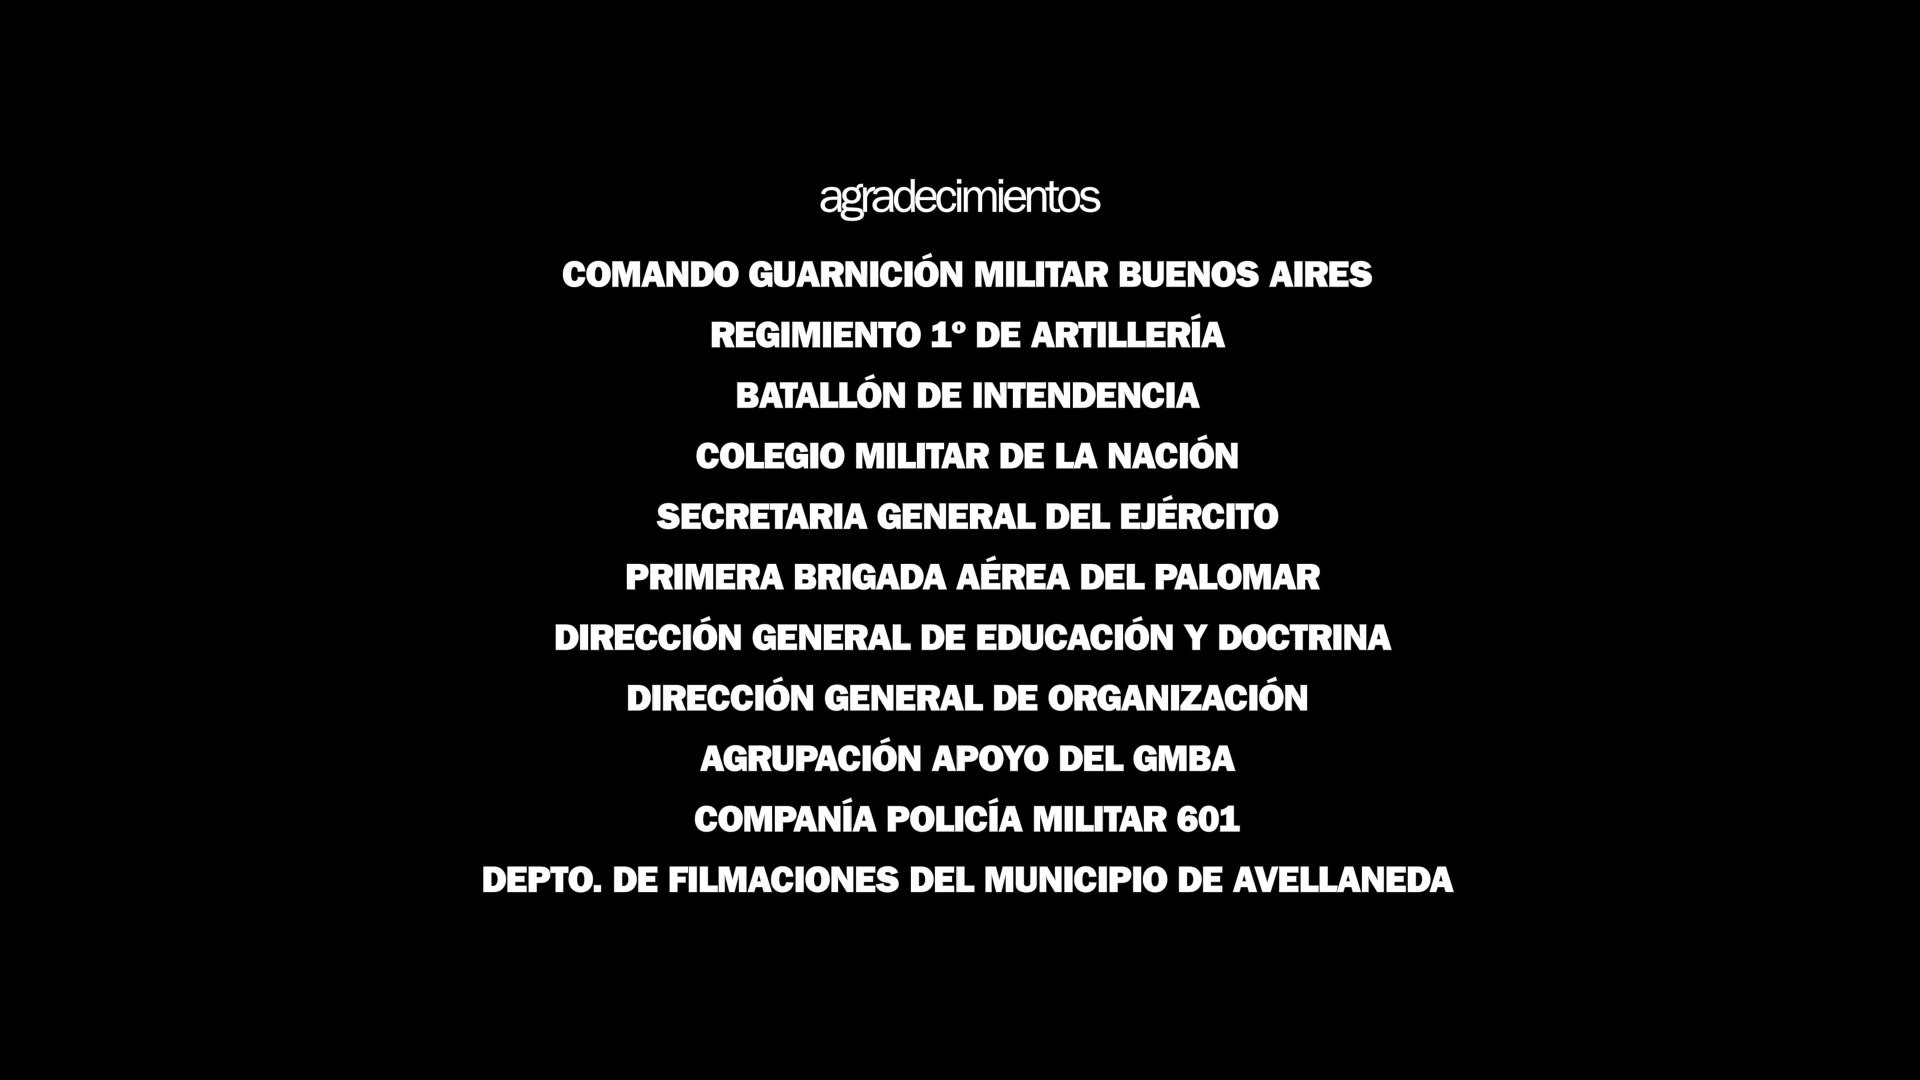 agradecimientos
COMANDO GUARNICIÓN MILITAR BUENOS AIRES
REGIMIENTO 1º DE ARTILLERÍA
BATALLÓN DE INTENDENCIA
COLEGIO MILITAR DE LA NACIÓN
SECRETARIA GENERAL DEL EJÉRCITO
PRIMERA BRIGADA AÉREA DEL PALOMAR
DIRECCIÓN GENERAL DE EDUCACIÓN Y DOCTRINA
DIRECCIÓN GENERAL DE ORGANIZACIÓN
AGRUPACIÓN APOYO DEL GMBA
COMPANÍA POLICÍA MILITAR 601
DEPTO. DE FILMACIONES DEL MUNICIPIO DE AVELLANEDA